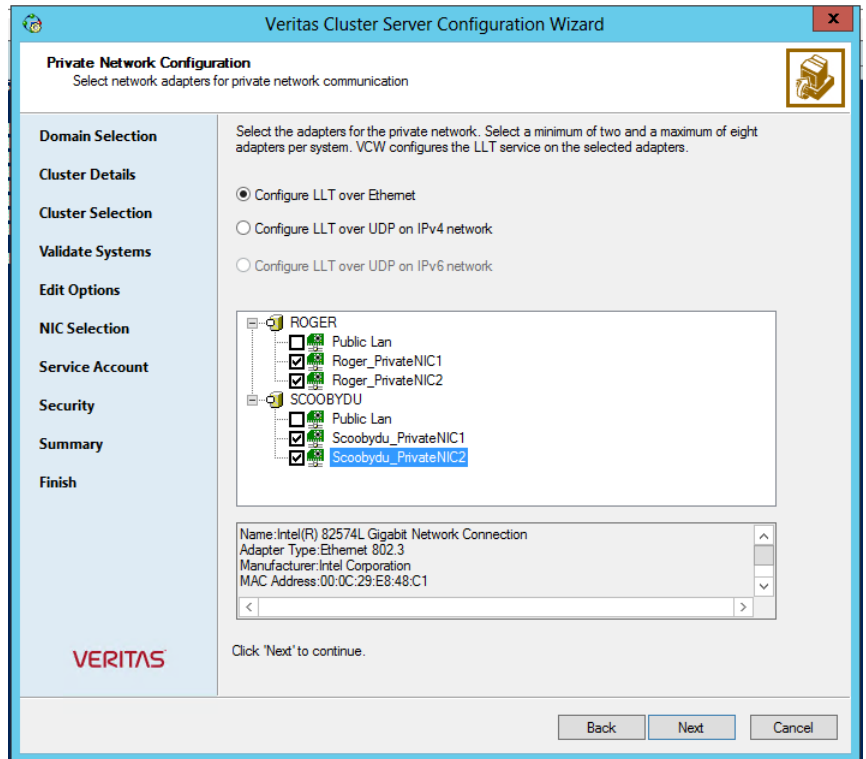 Veritas Cluster Server Configuration Wizard
x
Private Network Configuration
Select network adapters for private network communication
Domain Selection
Cluster Details
Cluster Selection
Validate Systems
Edit Options
NIC Selection
Service Account
Security
Summary
Finish
VERITAS
Select the adapters for the private network. Select a minimum of two and a maximum of eight
adapters per system. VCW configures the LLT service on the selected adapters.
Configure LLT over Ethernet
Configure LLT over UDP on IPv4 network
Configure LLT over UDP on IPv6 network
ROGER
Public Lan
Roger_PrivateNIC1
Roger_PrivateNIC2
SCOOBYDU
Public Lan
Scoobydu_PrivateNIC1
Scoobydu_PrivateNIC2
Name:Intel(R) 82574L Gigabit Network Connection
Adapter Type:Ethernet 802.3
Manufacturer:Intel Corporation
MAC Address:00:0C:29:E8:48:C1
Click 'Next' to continue.
Back
Next
Cancel